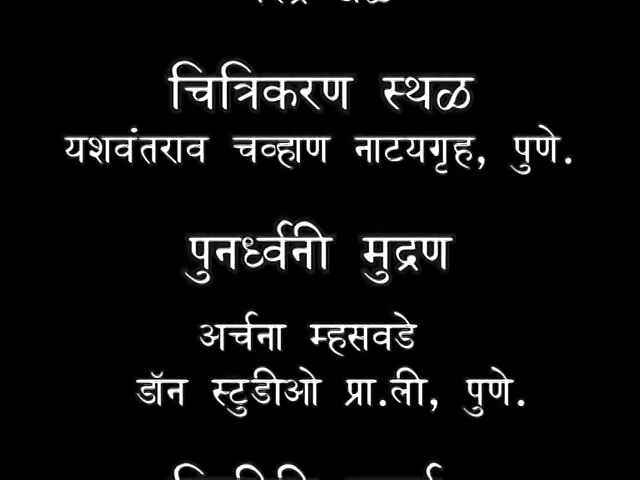 चित्रिकरण स्थळ
यशवंतराव चव्हाण नाटयगृह, पुणे.
पुनर्ध्वनी मुद्रण
अर्चना म्हसवडे
डॉन स्टुडीओ प्रा.ली, पुणे.